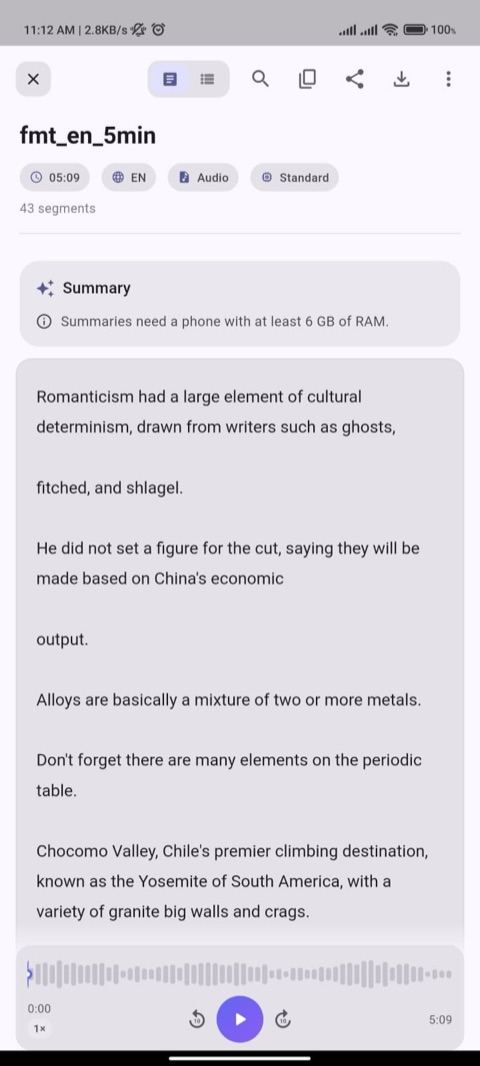 11:12 AM | 2.8KB/s
100%
fmt_en_5min
05:09
EN
Audio
Standard
43 segments
Summary
Summaries need a phone with at least 6 GB of RAM.
Romanticism had a large element of cultural
determinism, drawn from writers such as ghosts,
fitched, and shlagel.
He did not set a figure for the cut, saying they will be
made based on China's economic
output.
Alloys are basically a mixture of two or more metals.
Don't forget there are many elements on the periodic
table.
Chocomo Valley, Chile's premier climbing destination,
known as the Yosemite of South America, with a
variety of granite big walls and crags.
0:00
1×
10
10
5:09